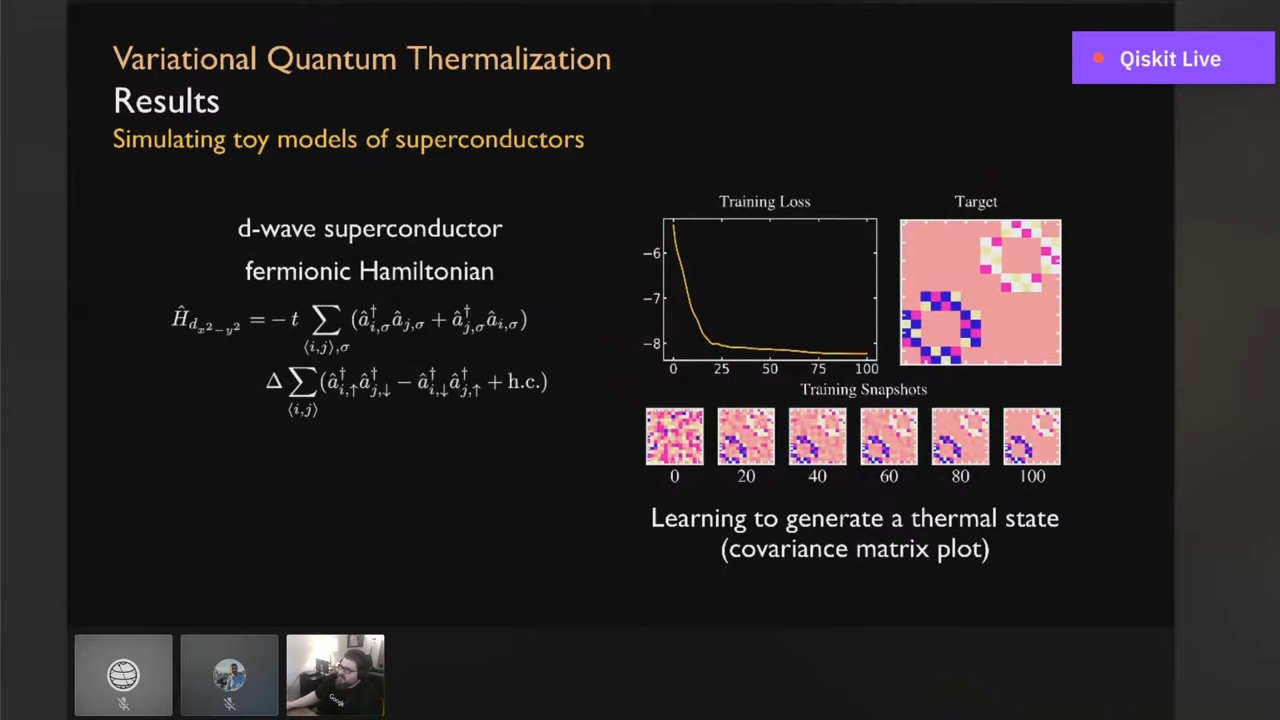 Variational Quantum Thermalization
Results
Simulating toy models of superconductors
Qiskit Live
d-wave superconductor
fermionic Hamiltonian
Ĥ_{d_{x²−y²}} = − t ∑_{⟨i,j⟩,σ} (â†_{i,σ} â_{j,σ} + â†_{j,σ} â_{i,σ})
Δ ∑_{⟨i,j⟩} (â†_{i,↑} â†_{j,↓} − â†_{i,↓} â†_{j,↑} + h.c.)
Training Loss
−6
−7
−8
0 25 50 75 100
Target
Training Snapshots
0 20 40 60 80 100
Learning to generate a thermal state
(covariance matrix plot)
Google